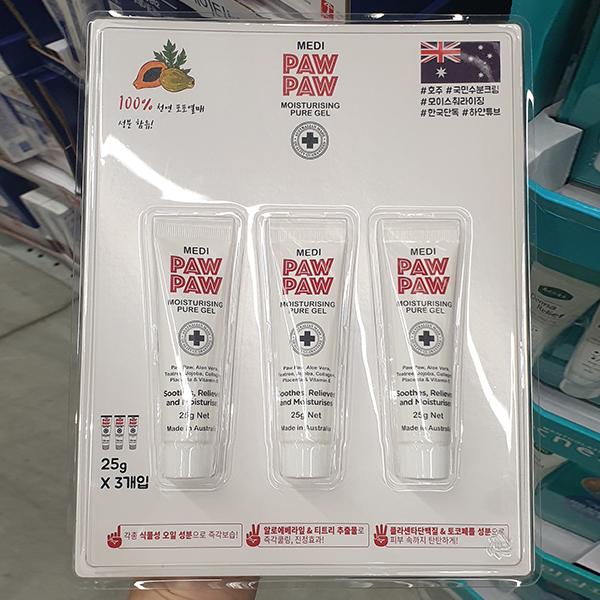 MEDI
PAW
PAW
MOISTURISING
PURE GEL
100% 천연 포포열매
성분 함유!
# 호주 # 국민수분크림
# 모이스춰라이징
# 한국단독 # 하얀튜브
MEDI
PAW
PAW
MOISTURISING
PURE GEL
Paw Paw, Aloe Vera,
Teatree, Jojoba, Collagen,
Placenta & Vitamin E
Soothes, Relieves
and Moisturises
25g Net
Made in Australia
MEDI
PAW
PAW
MOISTURISING
PURE GEL
Paw Paw, Aloe Vera,
Teatree, Jojoba, Collagen,
Placenta & Vitamin E
Soothes, Relieves
and Moisturises
25g Net
Made in Australia
MEDI
PAW
PAW
MOISTURISING
PURE GEL
Paw Paw, Aloe Vera,
Teatree, Jojoba, Collagen,
Placenta & Vitamin E
Soothes, Relieves
and Moisturises
25g Net
Made in Australia
25g
X 3개입
각종 식물성 오일 성분으로 즉각보습!
알로에베라잎 & 티트리 추출물로
즉각쿨링, 진정효과!
플라센타단백질 & 토코페롤 성분으로
피부 속까지 탄탄하게!
Relief